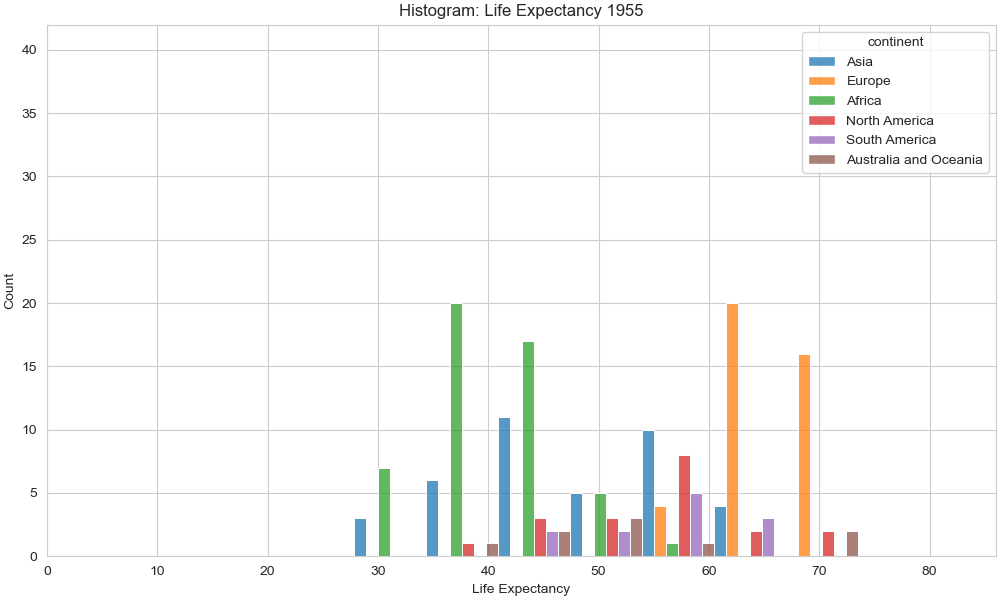 Histogram: Life Expectancy 1955
continent
Asia
Europe
Africa
North America
South America
Australia and Oceania
40
35
30
25
20
15
10
5
0
Count
0 10 20 30 40 50 60 70 80
Life Expectancy